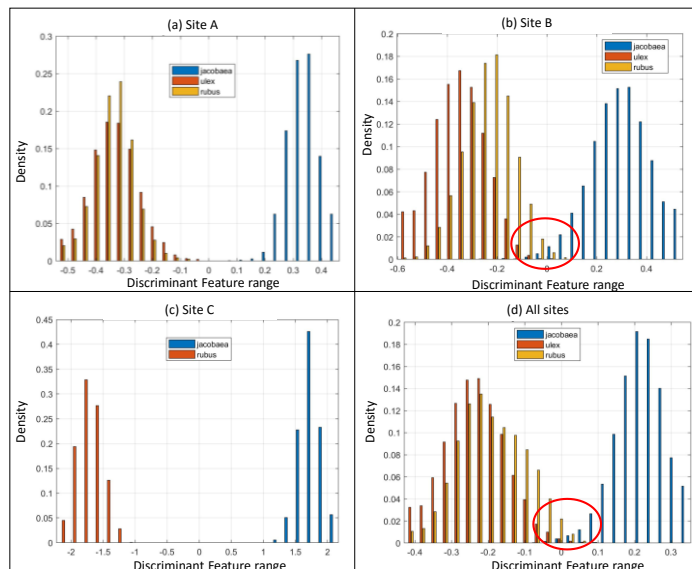 (a) Site A
0.3
0.25
0.2
0.15
0.1
0.05
0
Density
jacobaea
ulex
rubus
-0.5 -0.4 -0.3 -0.2 -0.1 0 0.1 0.2 0.3 0.4
Discriminant Feature range
(b) Site B
0.2
0.18
0.16
0.14
0.12
0.1
0.08
0.06
0.04
0.02
0
Density
jacobaea
ulex
rubus
-0.6 -0.4 -0.2 0 0.2 0.4
Discriminant Feature range
(c) Site C
0.45
0.4
0.35
0.3
0.25
0.2
0.15
0.1
0.05
0
Density
jacobaea
rubus
-2 -1.5 -1 -0.5 0 0.5 1 1.5 2
Discriminant Feature range
(d) All sites
0.2
0.18
0.16
0.14
0.12
0.1
0.08
0.06
0.04
0.02
0
Density
jacobaea
ulex
rubus
-0.4 -0.3 -0.2 -0.1 0 0.1 0.2 0.3
Discriminant Feature range